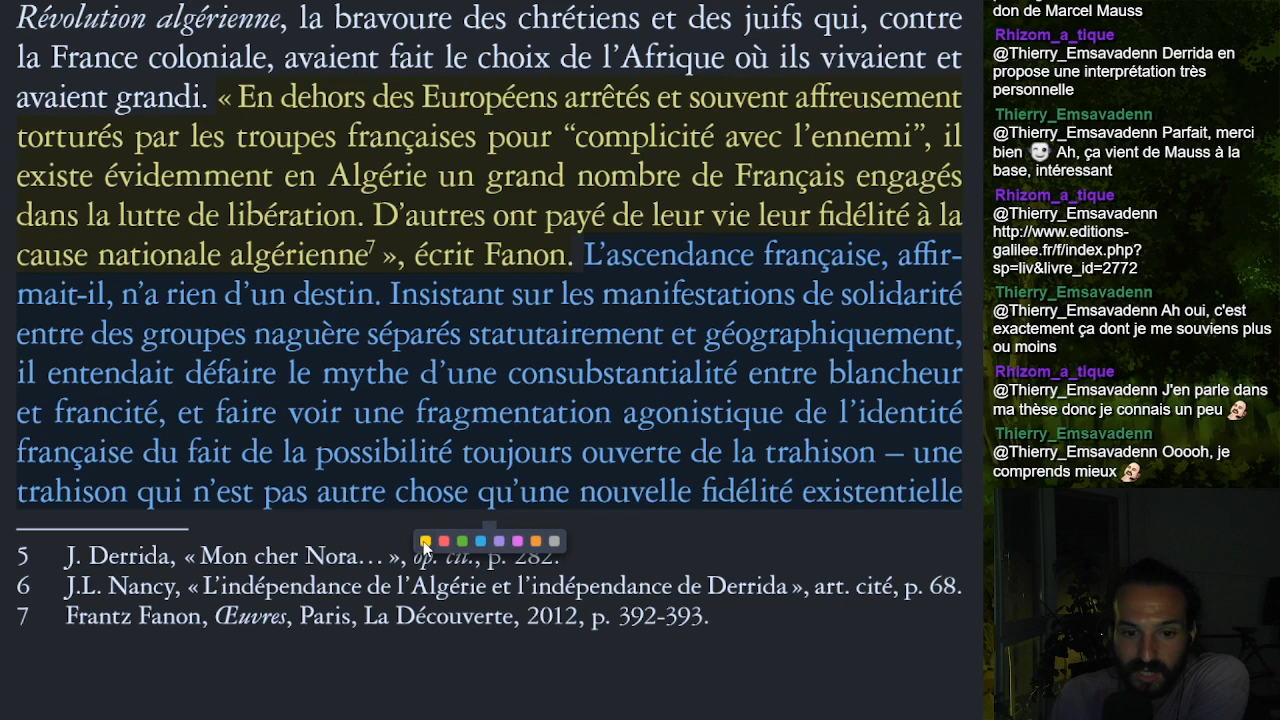 Révolution algérienne, la bravoure des chrétiens et des juifs qui, contre
la France coloniale, avaient fait le choix de l’Afrique où ils vivaient et
avaient grandi. « En dehors des Européens arrêtés et souvent affreusement
torturés par les troupes françaises pour “complicité avec l’ennemi”, il
existe évidemment en Algérie un grand nombre de Français engagés
dans la lutte de libération. D’autres ont payé de leur vie leur fidélité à la
cause nationale algérienne7 », écrit Fanon. L’ascendance française, affir-
mait-il, n’a rien d’un destin. Insistant sur les manifestations de solidarité
entre des groupes naguère séparés statutairement et géographiquement,
il entendait défaire le mythe d’une consubstantialité entre blancheur
et francité, et faire voir une fragmentation agonistique de l’identité
française du fait de la possibilité toujours ouverte de la trahison – une
trahison qui n’est pas autre chose qu’une nouvelle fidélité existentielle
5 J. Derrida, « Mon cher Nora… », op. cit., p. 282.
6 J.L. Nancy, « L’indépendance de l’Algérie et l’indépendance de Derrida », art. cité, p. 68.
7 Frantz Fanon, Œuvres, Paris, La Découverte, 2012, p. 392-393.
don de Marcel Mauss
Rhizom_a_tique
@Thierry_Emsavadenn Derrida en
propose une interprétation très
personnelle
Thierry_Emsavadenn
@Thierry_Emsavadenn Parfait, merci
bien Ah, ça vient de Mauss à la
base, intéressant
Rhizom_a_tique
@Thierry_Emsavadenn
http://www.editions-
galilee.fr/f/index.php?
sp=liv&livre_id=2772
Thierry_Emsavadenn
@Thierry_Emsavadenn Ah oui, c'est
exactement ça dont je me souviens plus
ou moins
Rhizom_a_tique
@Thierry_Emsavadenn J'en parle dans
ma thèse donc je connais un peu
Thierry_Emsavadenn
@Thierry_Emsavadenn Ooooh, je
comprends mieux